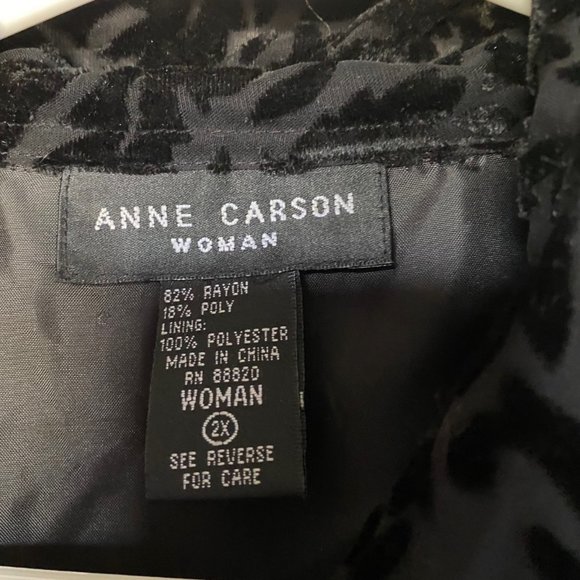 ANNE CARSON
WOMAN
82% RAYON
18% POLY
LINING:
100% POLYESTER
MADE IN CHINA
RN 88820
WOMAN
2X
SEE REVERSE
FOR CARE